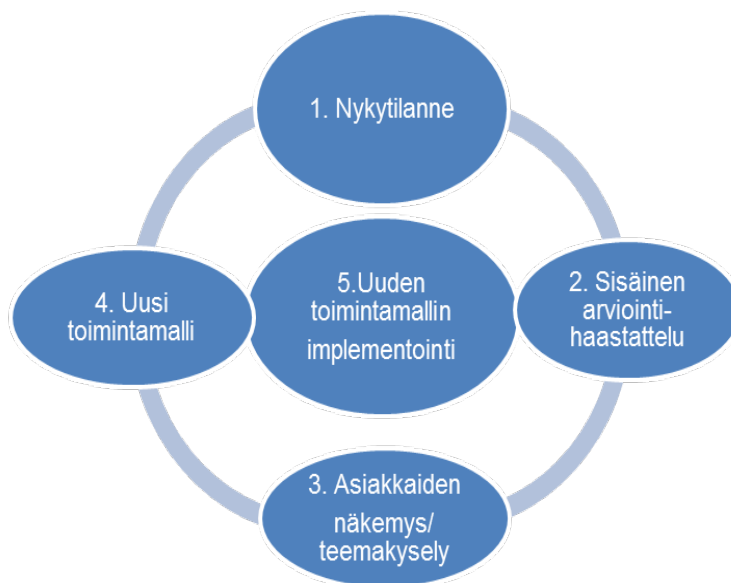 1. Nykytilanne
2. Sisäinen
arviointi-
haastattelu
3. Asiakkaiden
näkemys/
teemakysely
4. Uusi
toimintamalli
5.Uuden
toimintamallin
implementointi